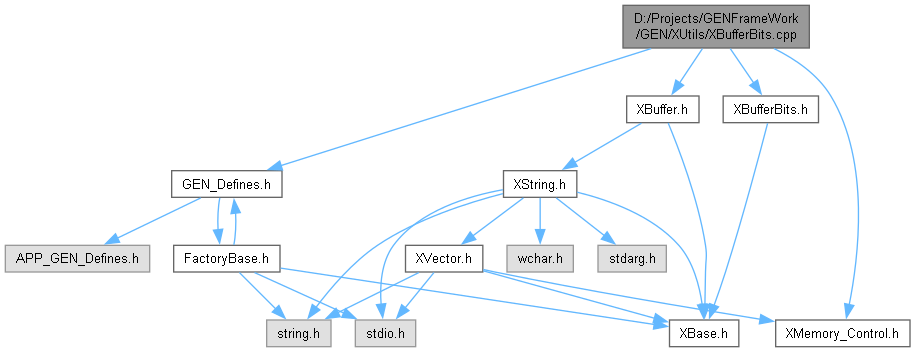 D:/Projects/GENFrameWork
/GEN/XUtils/XBufferBits.cpp
XBuffer.h
XBufferBits.h
GEN_Defines.h
XString.h
APP_GEN_Defines.h
FactoryBase.h
XVector.h
wchar.h
stdarg.h
string.h
stdio.h
XBase.h
XMemory_Control.h